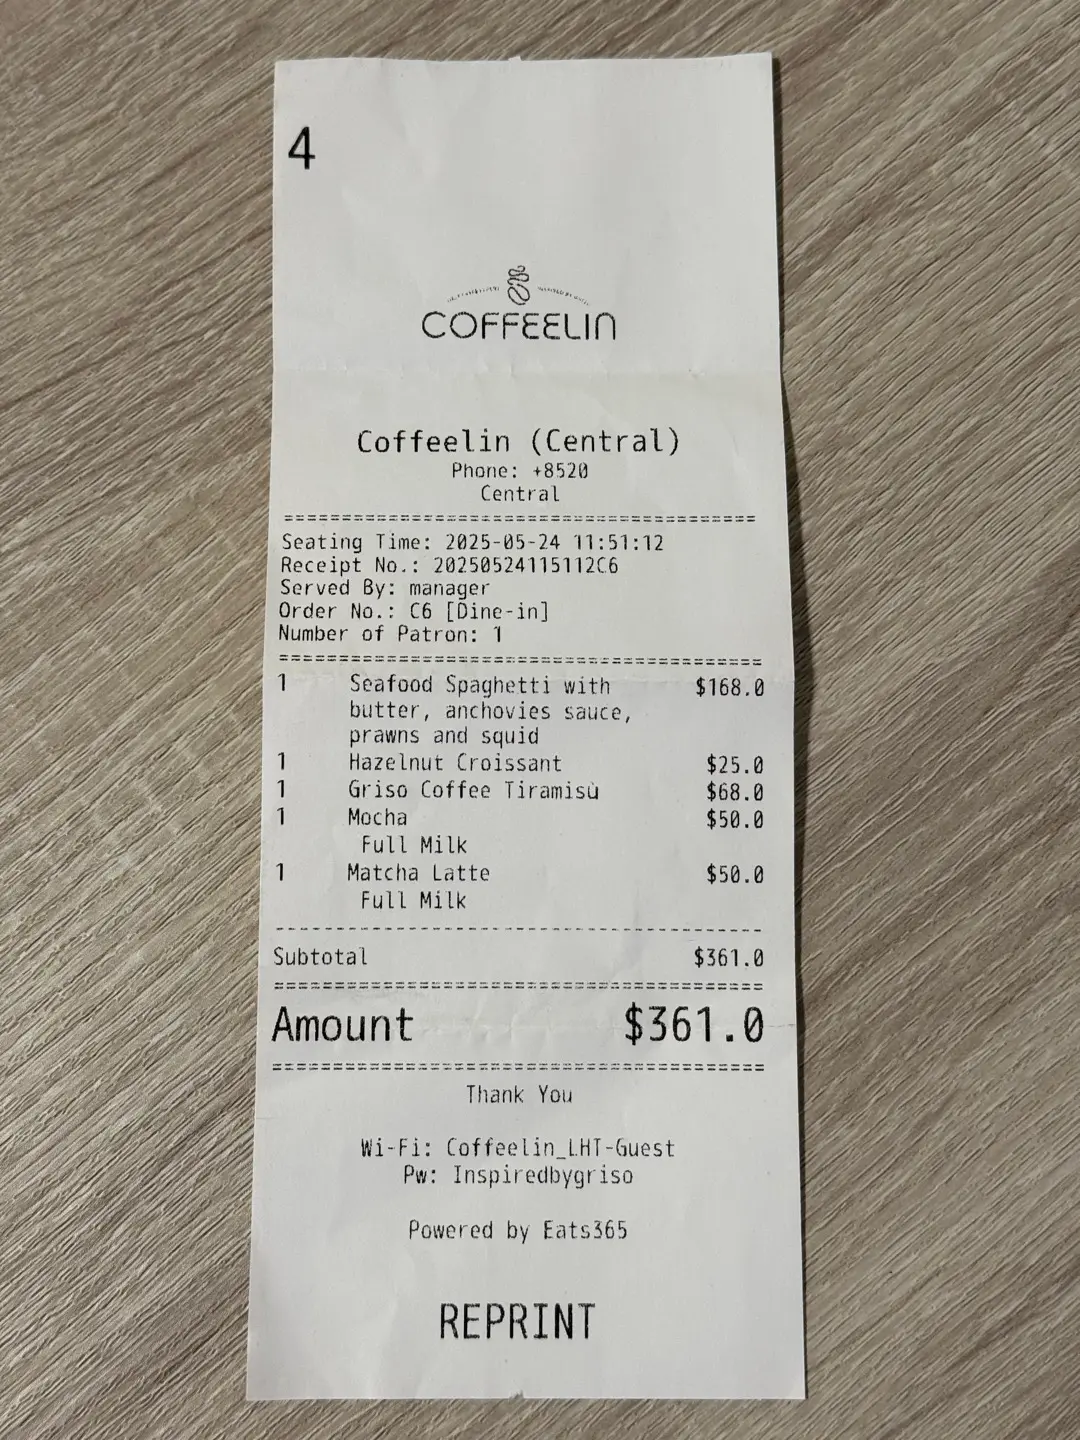 4
COFFEELIN
Coffeelin (Central)
Phone: +8520
Central
========================================
Seating Time: 2025-05-24 11:51:12
Receipt No.: 20250524115112C6
Served By: manager
Order No.: C6 [Dine-in]
Number of Patron: 1
========================================
1 Seafood Spaghetti with $168.0
butter, anchovies sauce,
prawns and squid
1 Hazelnut Croissant $25.0
1 Griso Coffee Tiramisù $68.0
1 Mocha $50.0
Full Milk
1 Matcha Latte $50.0
Full Milk
----------------------------------------
Subtotal $361.0
========================================
Amount $361.0
========================================
Thank You
Wi-Fi: Coffeelin_LHT-Guest
Pw: Inspiredbygriso
Powered by Eats365
REPRINT